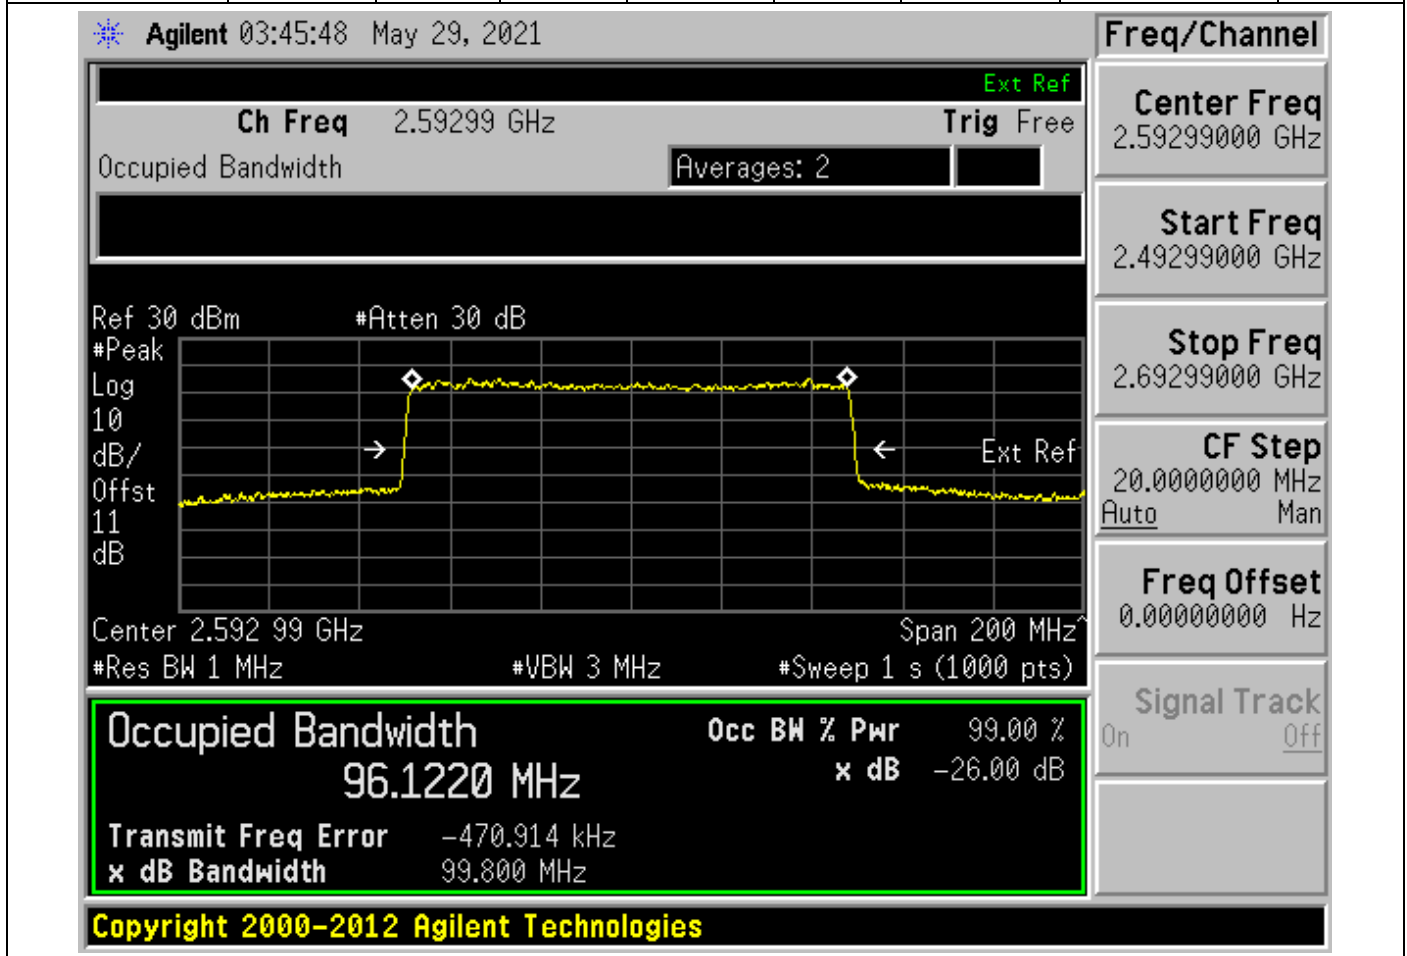 Agilent 03:45:48 May 29, 2021
Freq/Channel
Ext Ref
Ch Freq 2.59299 GHz
Trig Free
Occupied Bandwidth
Averages: 2
Ref 30 dBm
#Atten 30 dB
#Peak
Log
10
dB/
Offst
11
dB
Ext Ref
Center 2.592 99 GHz
Span 200 MHz^
#Res BW 1 MHz
#VBW 3 MHz
#Sweep 1 s (1000 pts)
Occupied Bandwidth
96.1220 MHz
Occ BW % Pwr 99.00 %
x dB -26.00 dB
Transmit Freq Error -470.914 kHz
x dB Bandwidth 99.800 MHz
Copyright 2000-2012 Agilent Technologies
Center Freq
2.59299000 GHz
Start Freq
2.49299000 GHz
Stop Freq
2.69299000 GHz
CF Step
20.0000000 MHz
Auto Man
Freq Offset
0.00000000 Hz
Signal Track
On Off